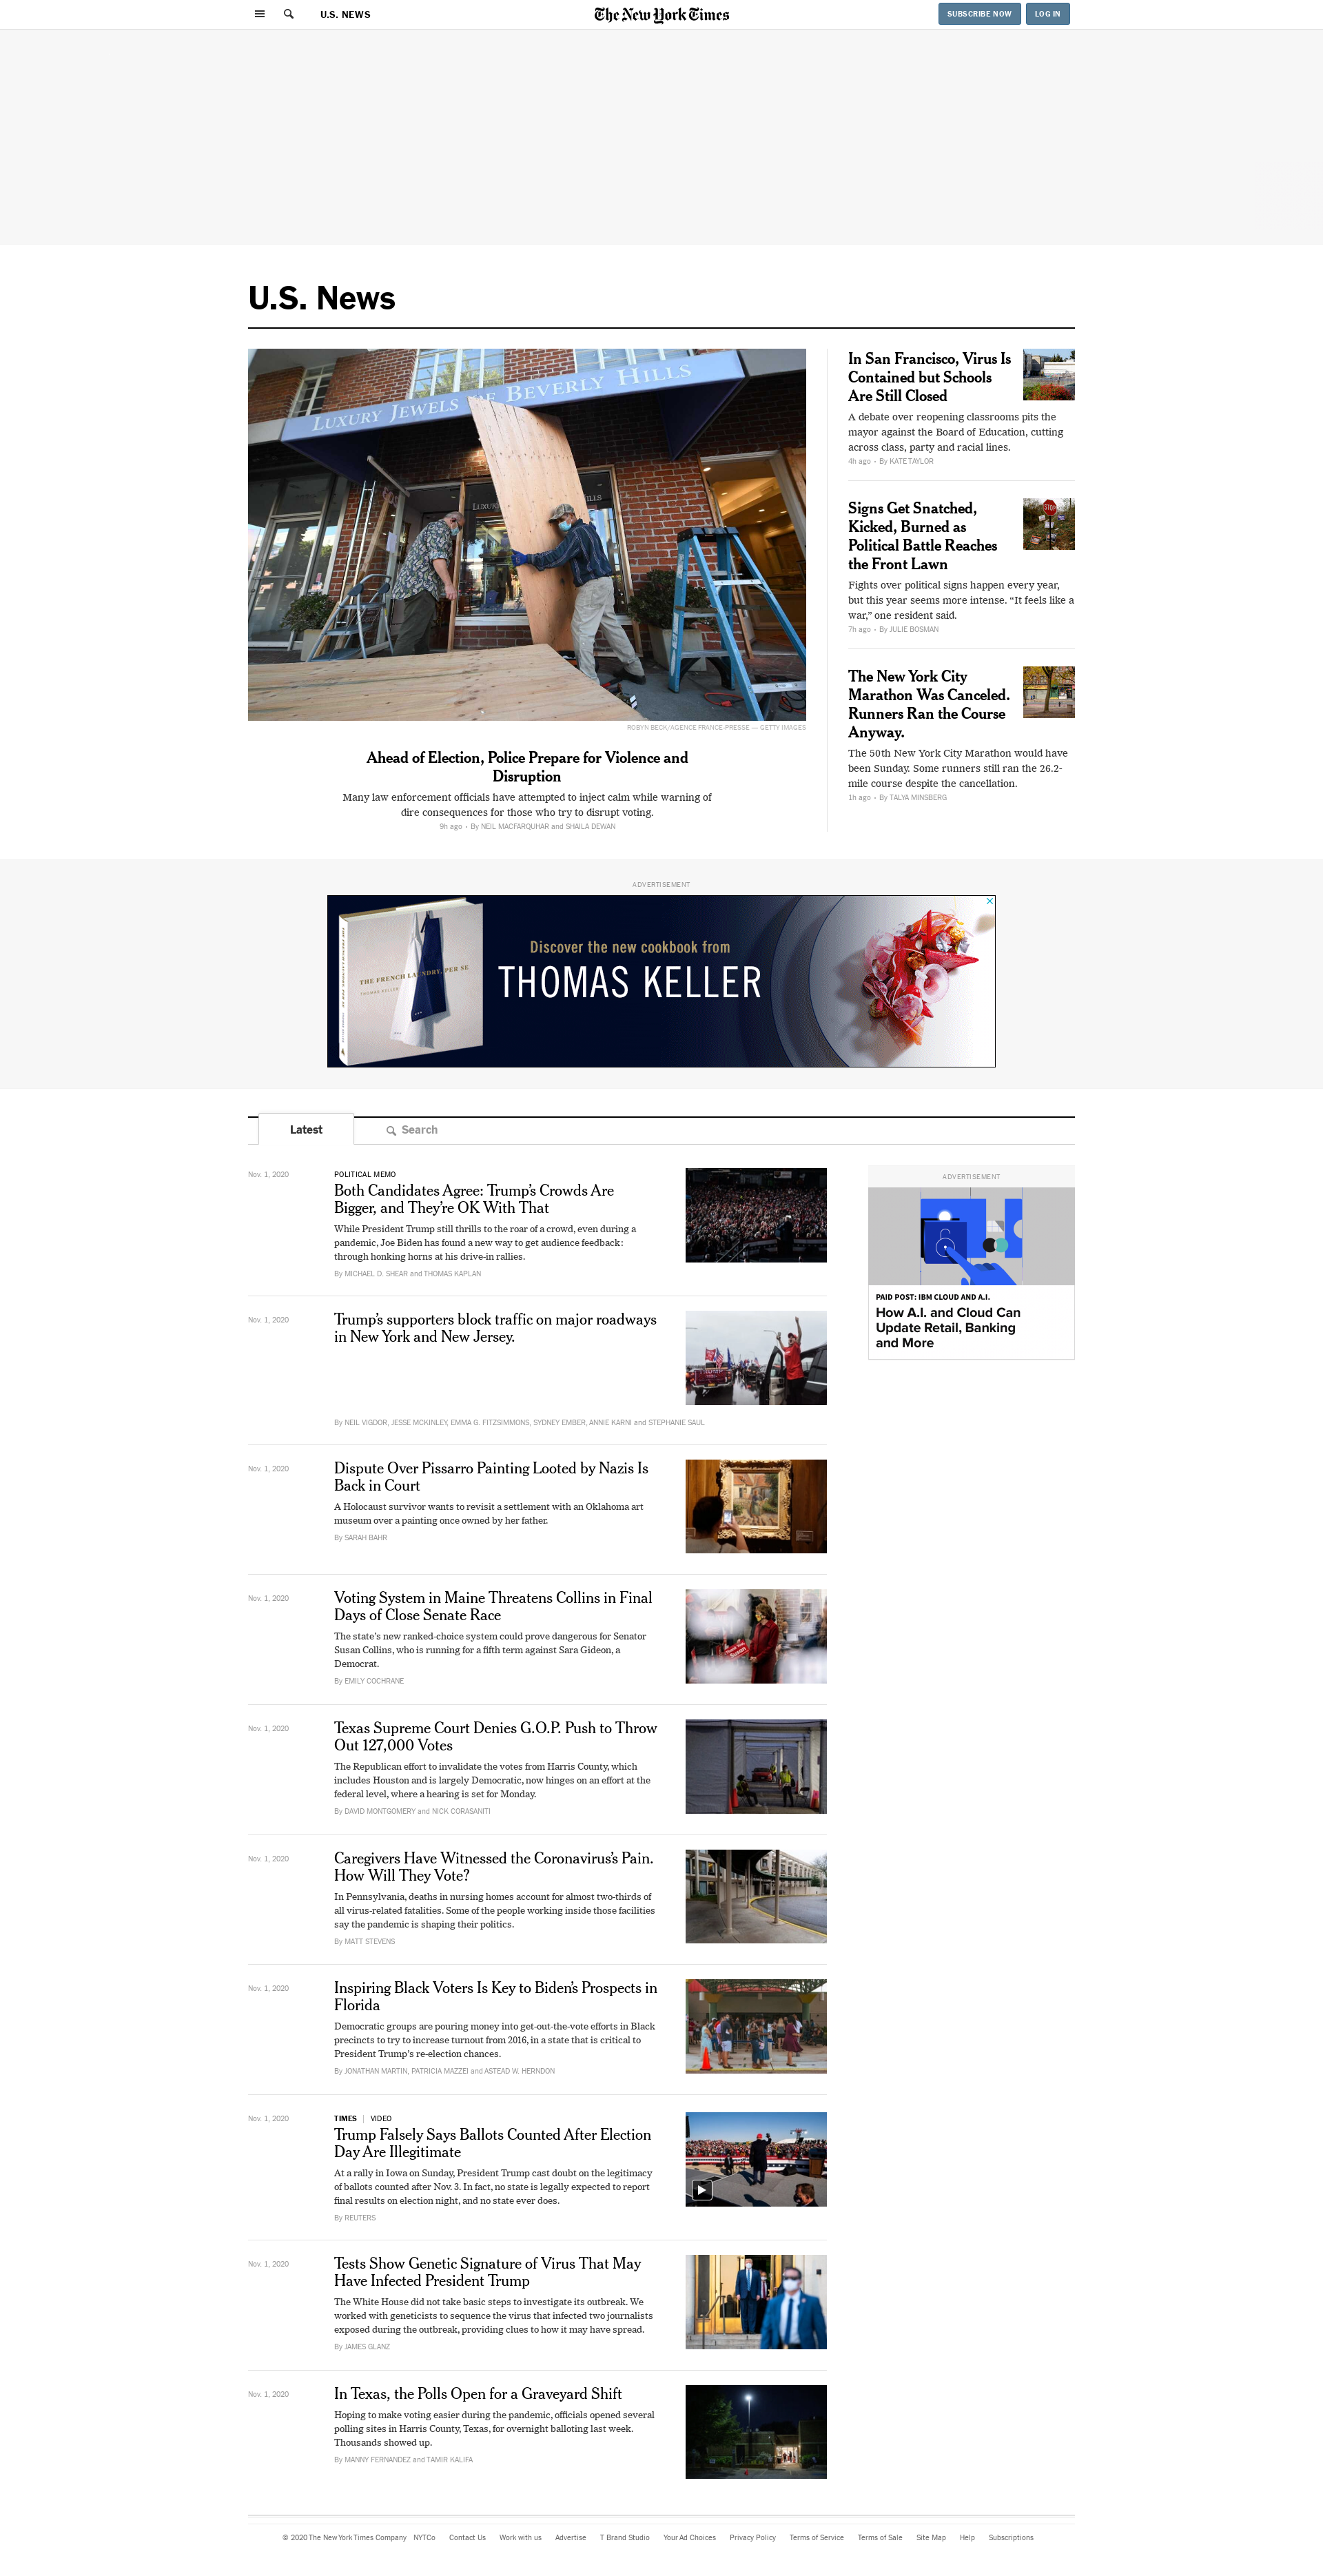 U.S. NEWS
The New York Times
SUBSCRIBE NOW
LOG IN
U.S. News
LUXURY JEWELS OF BEVERLY HILLS
ROBYN BECK/AGENCE FRANCE-PRESSE — GETTY IMAGES
Ahead of Election, Police Prepare for Violence and
Disruption
Many law enforcement officials have attempted to inject calm while warning of
dire consequences for those who try to disrupt voting.
9h ago • By NEIL MACFARQUHAR and SHAILA DEWAN
In San Francisco, Virus Is
Contained but Schools
Are Still Closed
A debate over reopening classrooms pits the
mayor against the Board of Education, cutting
across class, party and racial lines.
4h ago • By KATE TAYLOR
Signs Get Snatched,
Kicked, Burned as
Political Battle Reaches
the Front Lawn
STOP
Fights over political signs happen every year,
but this year seems more intense. “It feels like a
war,” one resident said.
7h ago • By JULIE BOSMAN
The New York City
Marathon Was Canceled.
Runners Ran the Course
Anyway.
The 50th New York City Marathon would have
been Sunday. Some runners still ran the 26.2-
mile course despite the cancellation.
1h ago • By TALYA MINSBERG
ADVERTISEMENT
THE FRENCH LAUNDRY, PER SE
THOMAS KELLER
Discover the new cookbook from
THOMAS KELLER
Latest
Search
Nov. 1, 2020
POLITICAL MEMO
Both Candidates Agree: Trump’s Crowds Are
Bigger, and They’re OK With That
While President Trump still thrills to the roar of a crowd, even during a
pandemic, Joe Biden has found a new way to get audience feedback:
through honking horns at his drive-in rallies.
By MICHAEL D. SHEAR and THOMAS KAPLAN
ADVERTISEMENT
PAID POST: IBM CLOUD AND A.I.
How A.I. and Cloud Can
Update Retail, Banking
and More
Nov. 1, 2020
Trump’s supporters block traffic on major roadways
in New York and New Jersey.
By NEIL VIGDOR, JESSE MCKINLEY, EMMA G. FITZSIMMONS, SYDNEY EMBER, ANNIE KARNI and STEPHANIE SAUL
Nov. 1, 2020
Dispute Over Pissarro Painting Looted by Nazis Is
Back in Court
A Holocaust survivor wants to revisit a settlement with an Oklahoma art
museum over a painting once owned by her father.
By SARAH BAHR
Nov. 1, 2020
Voting System in Maine Threatens Collins in Final
Days of Close Senate Race
The state’s new ranked-choice system could prove dangerous for Senator
Susan Collins, who is running for a fifth term against Sara Gideon, a
Democrat.
By EMILY COCHRANE
Nov. 1, 2020
Texas Supreme Court Denies G.O.P. Push to Throw
Out 127,000 Votes
The Republican effort to invalidate the votes from Harris County, which
includes Houston and is largely Democratic, now hinges on an effort at the
federal level, where a hearing is set for Monday.
By DAVID MONTGOMERY and NICK CORASANITI
Nov. 1, 2020
Caregivers Have Witnessed the Coronavirus’s Pain.
How Will They Vote?
In Pennsylvania, deaths in nursing homes account for almost two-thirds of
all virus-related fatalities. Some of the people working inside those facilities
say the pandemic is shaping their politics.
By MATT STEVENS
Nov. 1, 2020
Inspiring Black Voters Is Key to Biden’s Prospects in
Florida
Democratic groups are pouring money into get-out-the-vote efforts in Black
precincts to try to increase turnout from 2016, in a state that is critical to
President Trump’s re-election chances.
By JONATHAN MARTIN, PATRICIA MAZZEI and ASTEAD W. HERNDON
Nov. 1, 2020
TIMES | VIDEO
Trump Falsely Says Ballots Counted After Election
Day Are Illegitimate
At a rally in Iowa on Sunday, President Trump cast doubt on the legitimacy
of ballots counted after Nov. 3. In fact, no state is legally expected to report
final results on election night, and no state ever does.
By REUTERS
Nov. 1, 2020
Tests Show Genetic Signature of Virus That May
Have Infected President Trump
The White House did not take basic steps to investigate its outbreak. We
worked with geneticists to sequence the virus that infected two journalists
exposed during the outbreak, providing clues to how it may have spread.
By JAMES GLANZ
Nov. 1, 2020
In Texas, the Polls Open for a Graveyard Shift
Hoping to make voting easier during the pandemic, officials opened several
polling sites in Harris County, Texas, for overnight balloting last week.
Thousands showed up.
By MANNY FERNANDEZ and TAMIR KALIFA
© 2020 The New York Times Company NYTCo Contact Us Work with us Advertise T Brand Studio Your Ad Choices Privacy Policy Terms of Service Terms of Sale Site Map Help Subscriptions